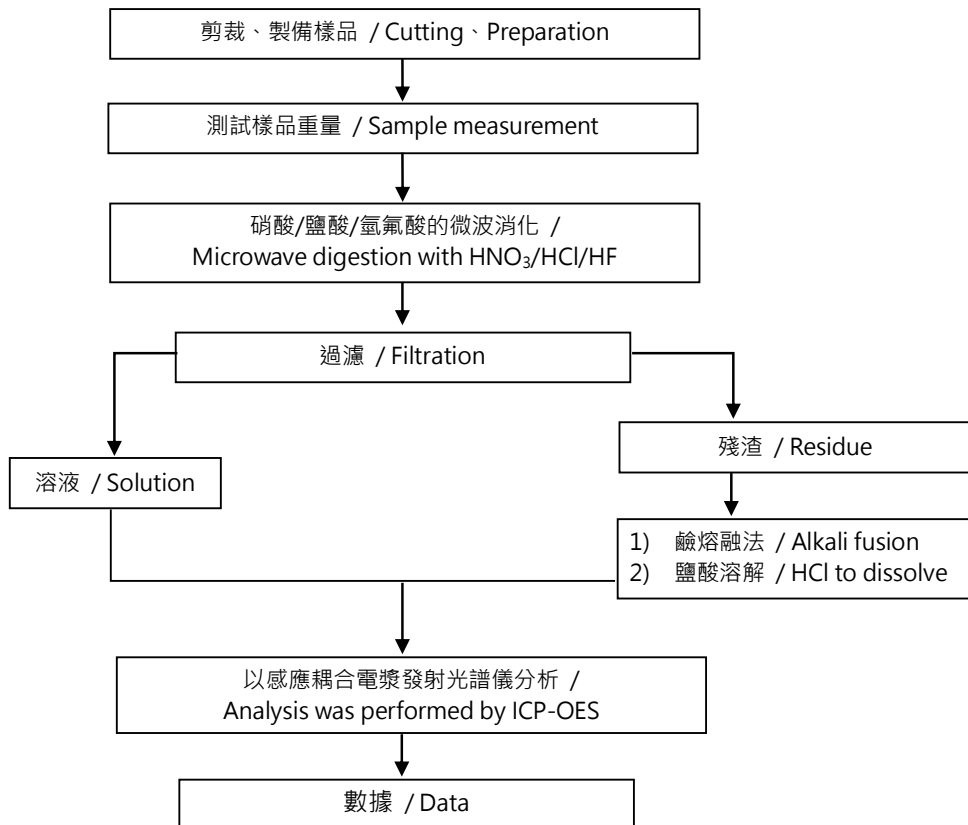 剪裁、製備樣品 / Cutting、Preparation
測試樣品重量 / Sample measurement
硝酸/鹽酸/氫氟酸的微波消化 /
Microwave digestion with HNO₃/HCl/HF
過濾 / Filtration
溶液 / Solution
殘渣 / Residue
1) 鹼熔融法 / Alkali fusion
2) 鹽酸溶解 / HCl to dissolve
以感應耦合電漿發射光譜儀分析 /
Analysis was performed by ICP-OES
數據 / Data